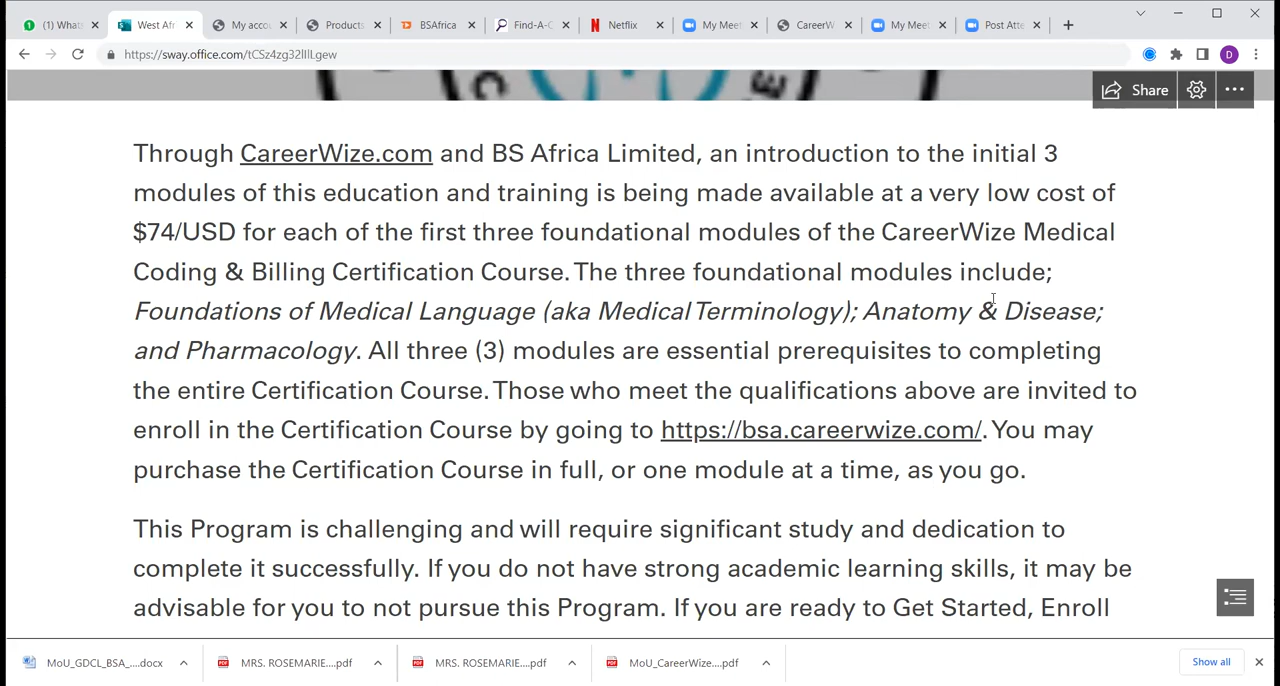 (1) What
West Afr
My acco
Products
BSAfrica
Find-A-C
Netflix
My Meet
CareerW
My Meet
Post Atte
https://sway.office.com/tCSz4zg32lIlLgew
D
Share
Through CareerWize.com and BS Africa Limited, an introduction to the initial 3
modules of this education and training is being made available at a very low cost of
$74/USD for each of the first three foundational modules of the CareerWize Medical
Coding & Billing Certification Course. The three foundational modules include;
Foundations of Medical Language (aka Medical Terminology); Anatomy & Disease;
and Pharmacology. All three (3) modules are essential prerequisites to completing
the entire Certification Course. Those who meet the qualifications above are invited to
enroll in the Certification Course by going to https://bsa.careerwize.com/. You may
purchase the Certification Course in full, or one module at a time, as you go.
This Program is challenging and will require significant study and dedication to
complete it successfully. If you do not have strong academic learning skills, it may be
advisable for you to not pursue this Program. If you are ready to Get Started, Enroll
MoU_GDCL_BSA_....docx
MRS. ROSEMARIE....pdf
MRS. ROSEMARIE....pdf
MoU_CareerWize....pdf
Show all